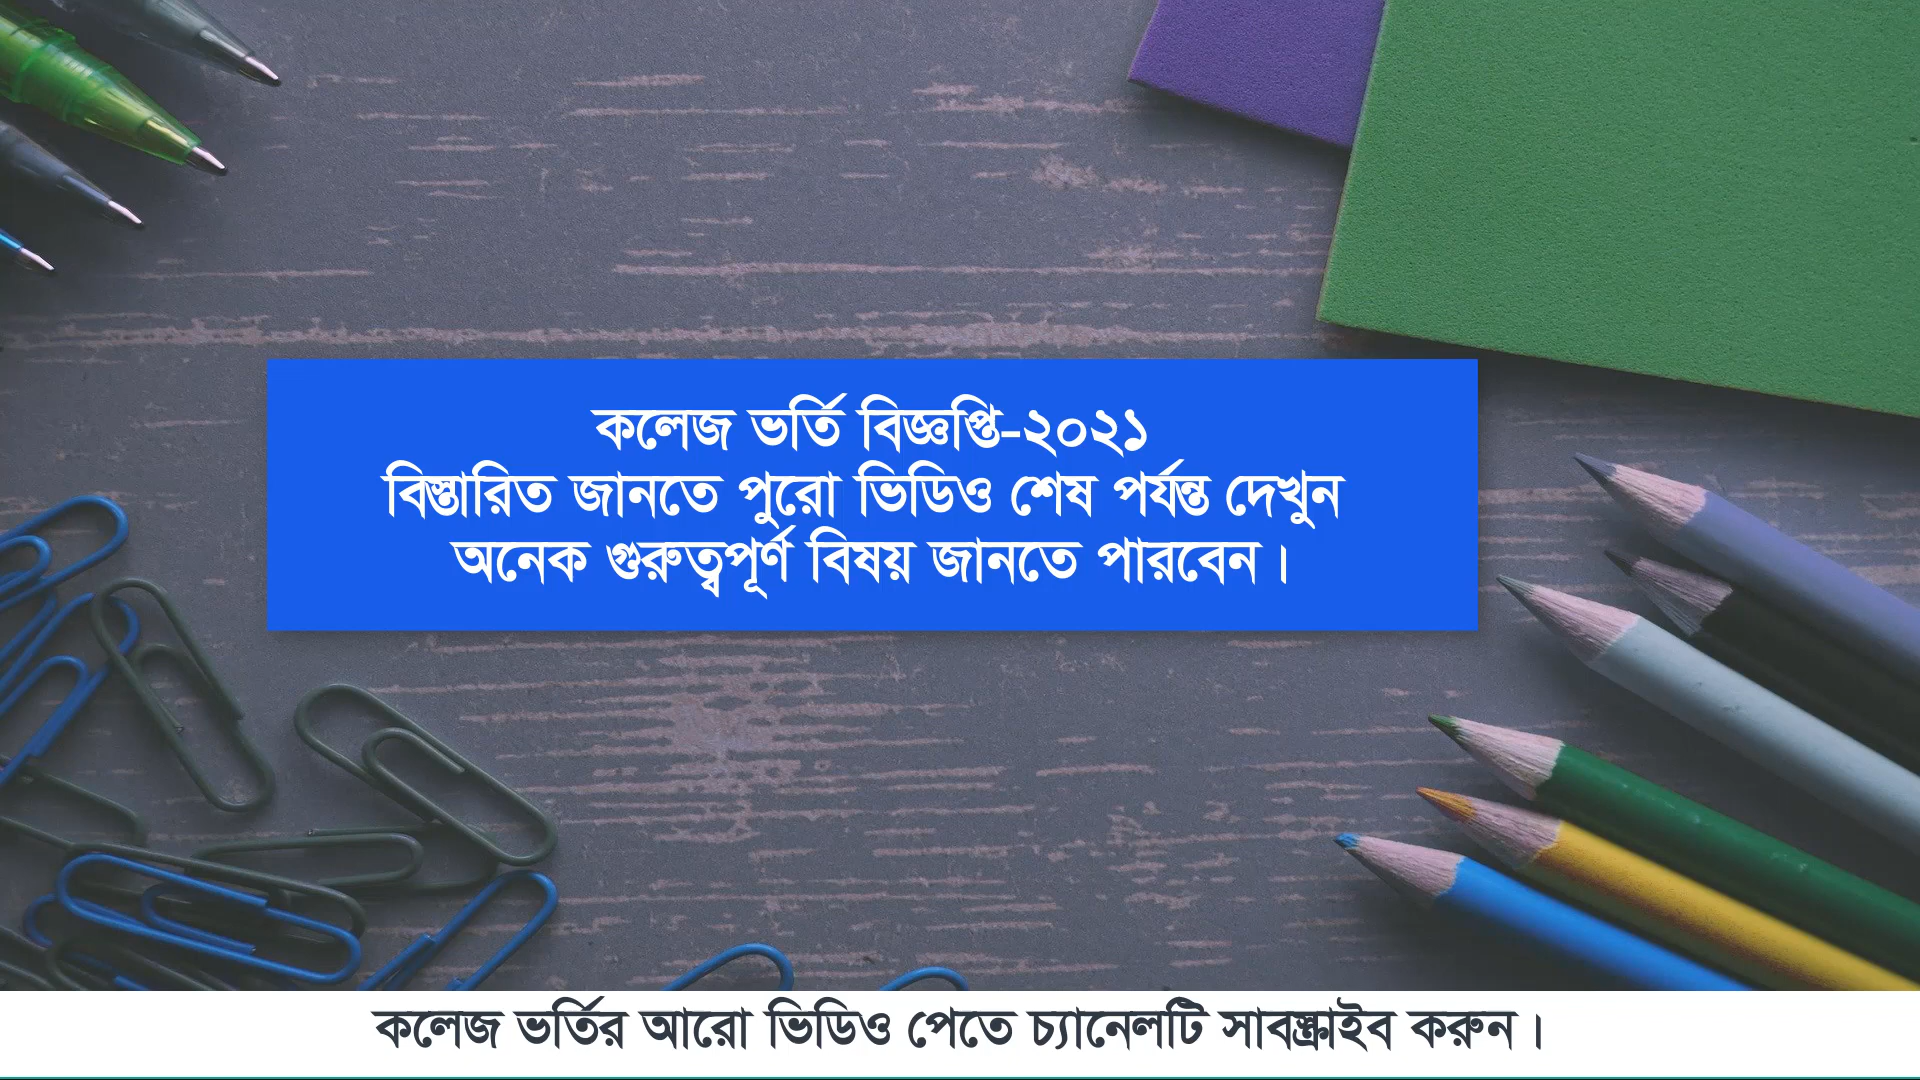 কলেজ ভর্তি বিজ্ঞপ্তি-২০২১
বিস্তারিত জানতে পুরো ভিডিও শেষ পর্যন্ত দেখুন
অনেক গুরুত্বপূর্ণ বিষয় জানতে পারবেন।
কলেজ ভর্তির আরো ভিডিও পেতে চ্যানেলটি সাবস্ক্রাইব করুন।